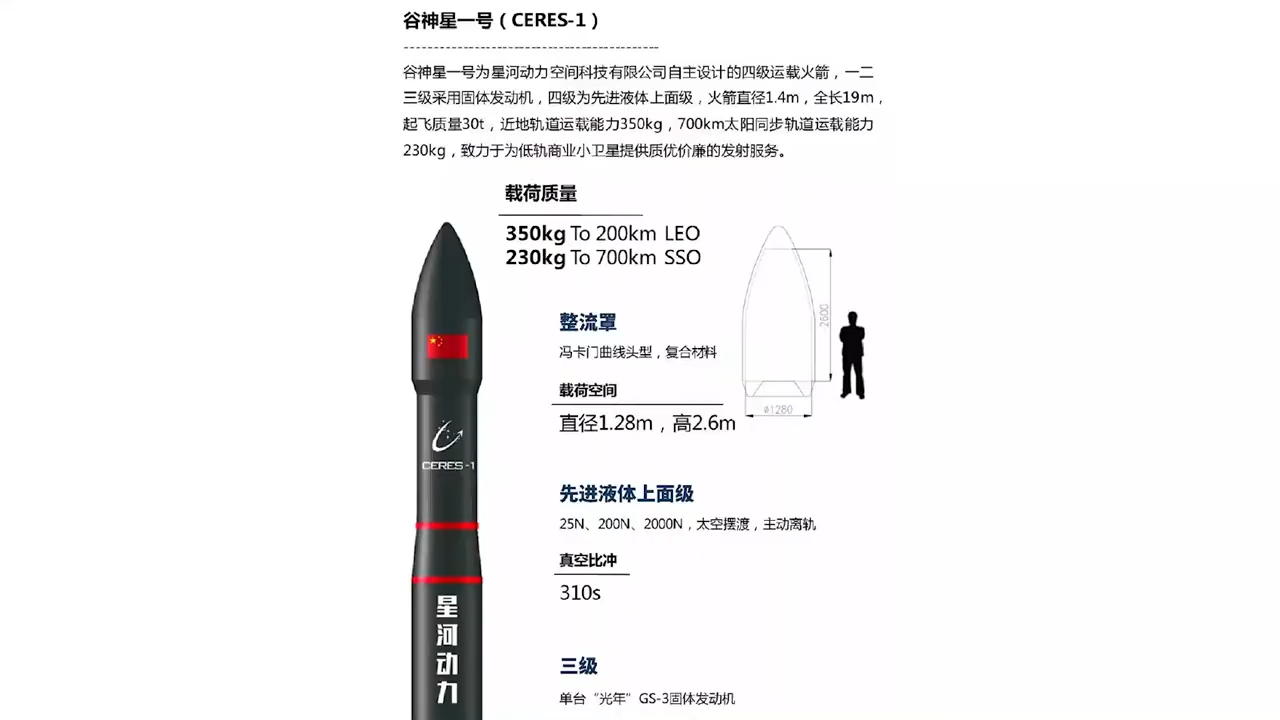 谷神星一号（CERES-1）
谷神星一号为星河动力空间科技有限公司自主设计的四级运载火箭，一二
三级采用固体发动机，四级为先进液体上面级，火箭直径1.4m，全长19m，
起飞质量30t，近地轨道运载能力350kg，700km太阳同步轨道运载能力
230kg，致力于为低轨商业小卫星提供质优价廉的发射服务。
载荷质量
350kg To 200km LEO
230kg To 700km SSO
整流罩
冯卡门曲线头型，复合材料
2600
载荷空间
ø1280
直径1.28m，高2.6m
CERES-1
先进液体上面级
25N、200N、2000N，太空摆渡，主动离轨
真空比冲
310s
星河动力
三级
单台“光年”GS-3固体发动机